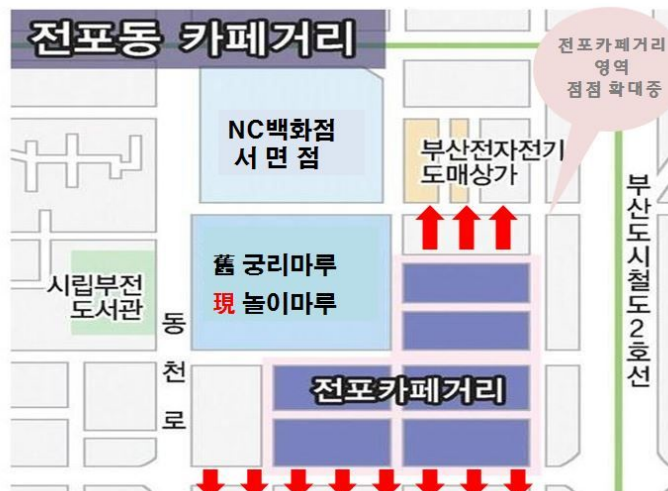 전포동 카페거리
전포카페거리
영역
점점 확대중
NC백화점
서면점
부산전자전기
도매상가
부산도시철도2호선
舊 궁리마루
現 놀이마루
시립부전
도서관
동천로
전포카페거리